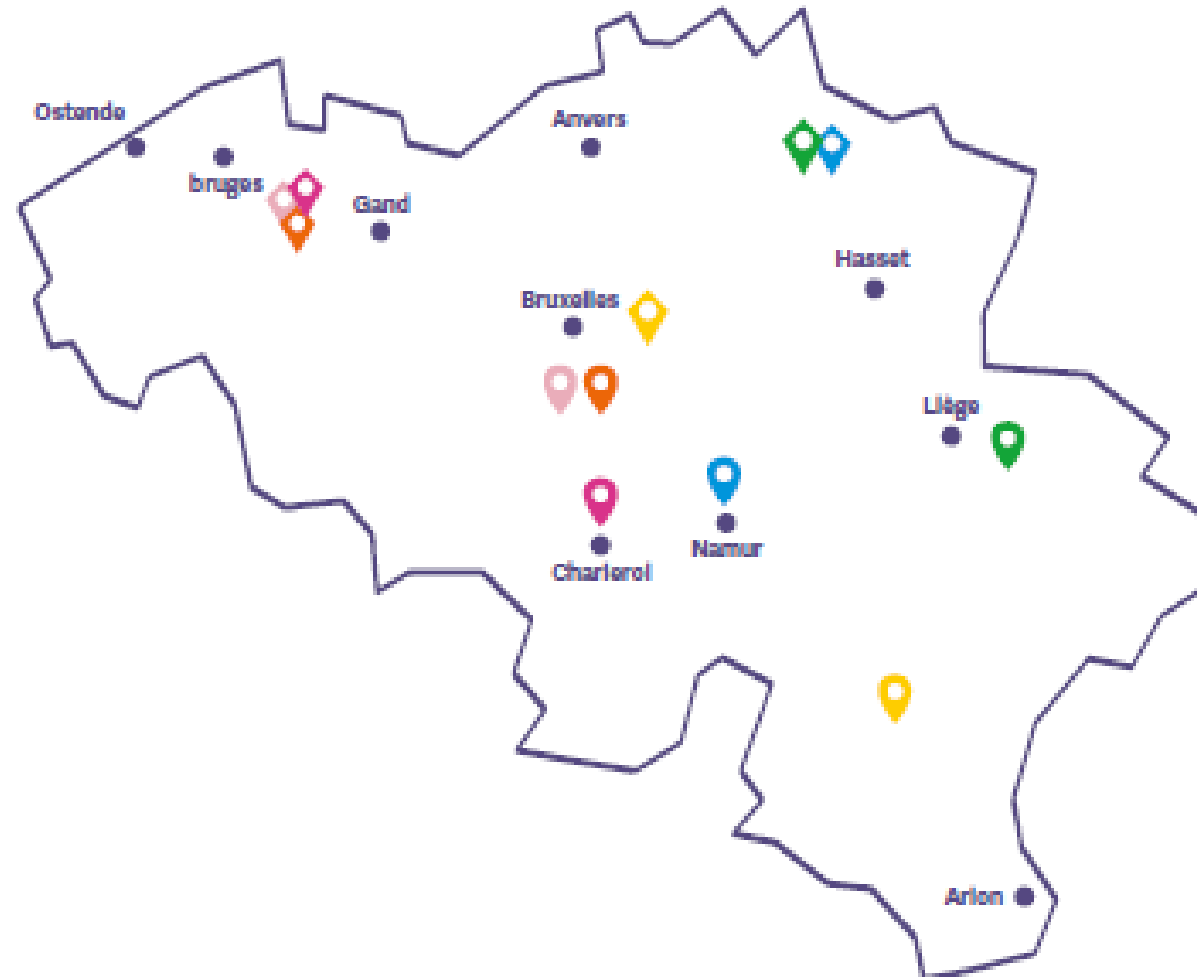 Ostende
Anvers
bruges
Gand
Hasset
Bruxelles
Liège
Namur
Charleroi
Arlon